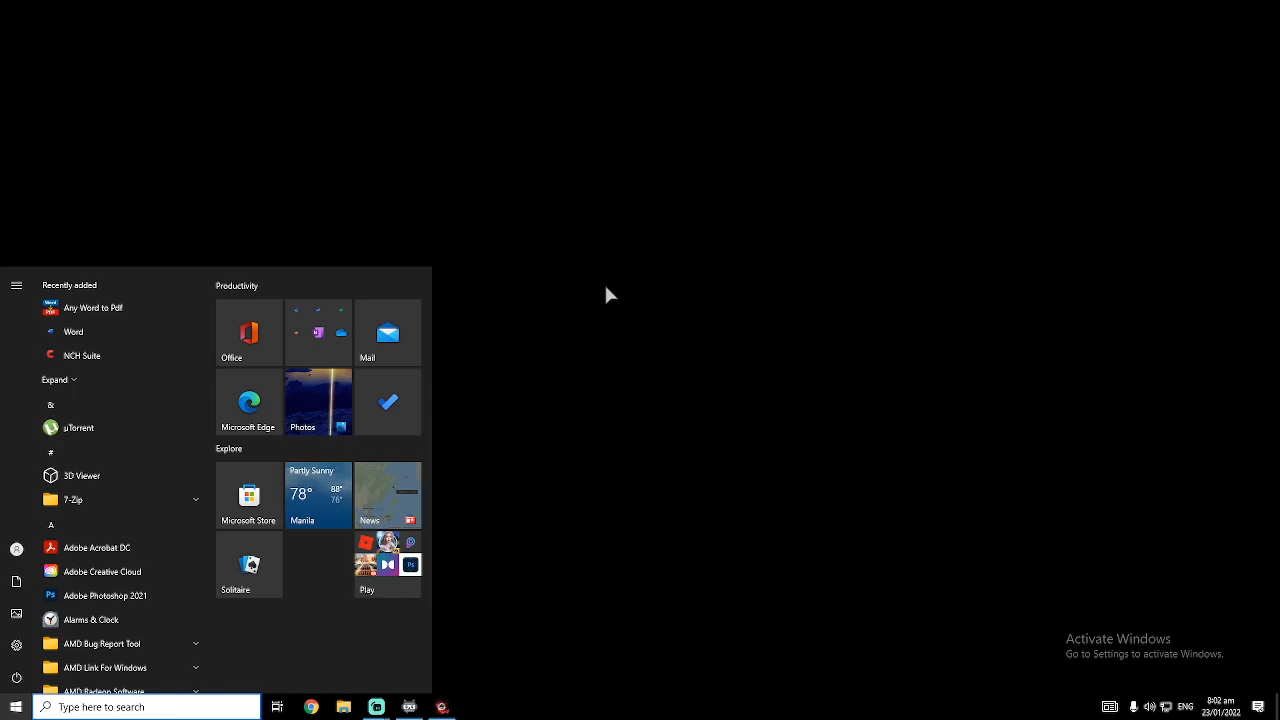 Recently added
Any Word to Pdf
Word
NCH Suite
Expand
&
µTorrent
#
3D Viewer
7-Zip
A
Adobe Acrobat DC
Adobe Creative Cloud
Adobe Photoshop 2021
Alarms & Clock
AMD Bug Report Tool
AMD Link For Windows
AMD Radeon Software
Productivity
Office
Mail
Microsoft Edge
Photos
Explore
Microsoft Store
Partly Sunny
78°
88°
76°
Manila
News
Solitaire
Ps
Play
Activate Windows
Go to Settings to activate Windows.
Type here to search
ENG
8:02 am
23/01/2022